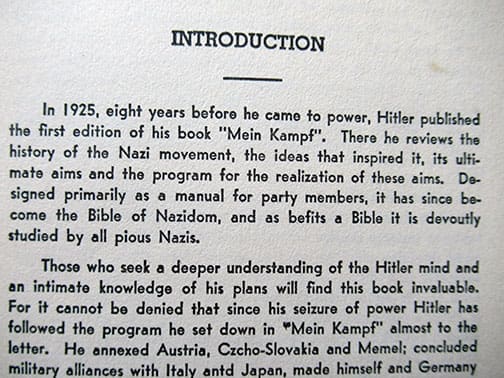 INTRODUCTION
In 1925, eight years before he came to power, Hitler published
the first edition of his book "Mein Kampf". There he reviews the
history of the Nazi movement, the ideas that inspired it, its ulti-
mate aims and the program for the realization of these aims. De-
signed primarily as a manual for party members, it has since be-
come the Bible of Nazidom, and as befits a Bible it is devoutly
studied by all pious Nazis.
Those who seek a deeper understanding of the Hitler mind and
an intimate knowledge of his plans will find this book invaluable.
For it cannot be denied that since his seizure of power Hitler has
followed the program he set down in "Mein Kampf" almost to the
letter. He annexed Austria, Czcho-Slovakia and Memel; concluded
military alliances with Italy antd Japan, made himself and Germany